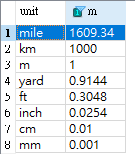 unit m
1 mile 1609.34
2 km 1000
3 m 1
4 yard 0.9144
5 ft 0.3048
6 inch 0.0254
7 cm 0.01
8 mm 0.001